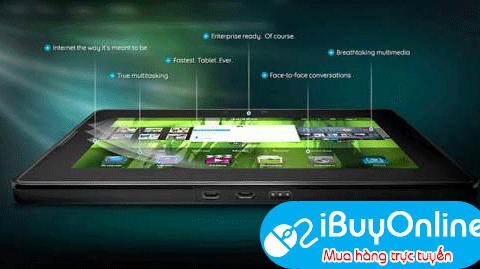 Enterprise ready. Of course.
Internet the way it's meant to be
Breathtaking multimedia
Fastest. Tablet. Ever.
True multitasking
Face-to-face conversations
iBuyOnline
Mua hàng trực tuyến